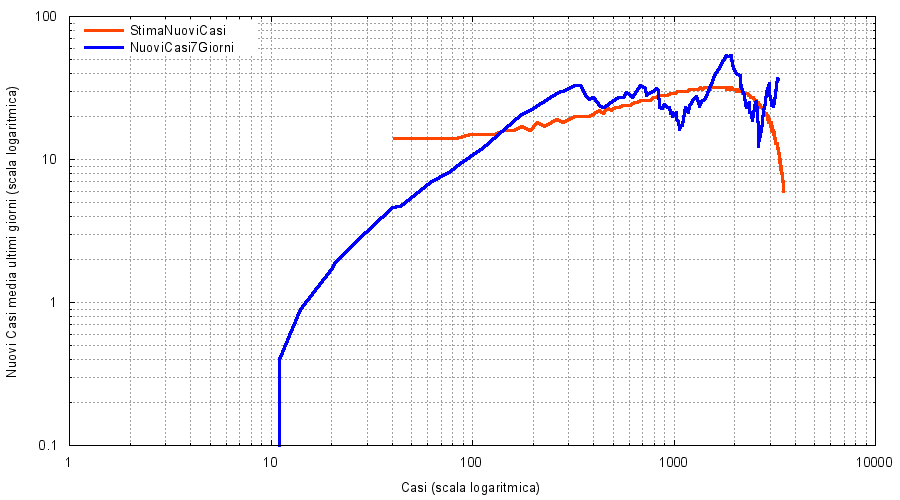 100
10
1
0.1
StimaNuoviCasi
NuoviCasi7Giorni
Nuovi Casi media ultimi giorni (scala logaritmica)
1
10
100
1000
10000
Casi (scala logaritmica)